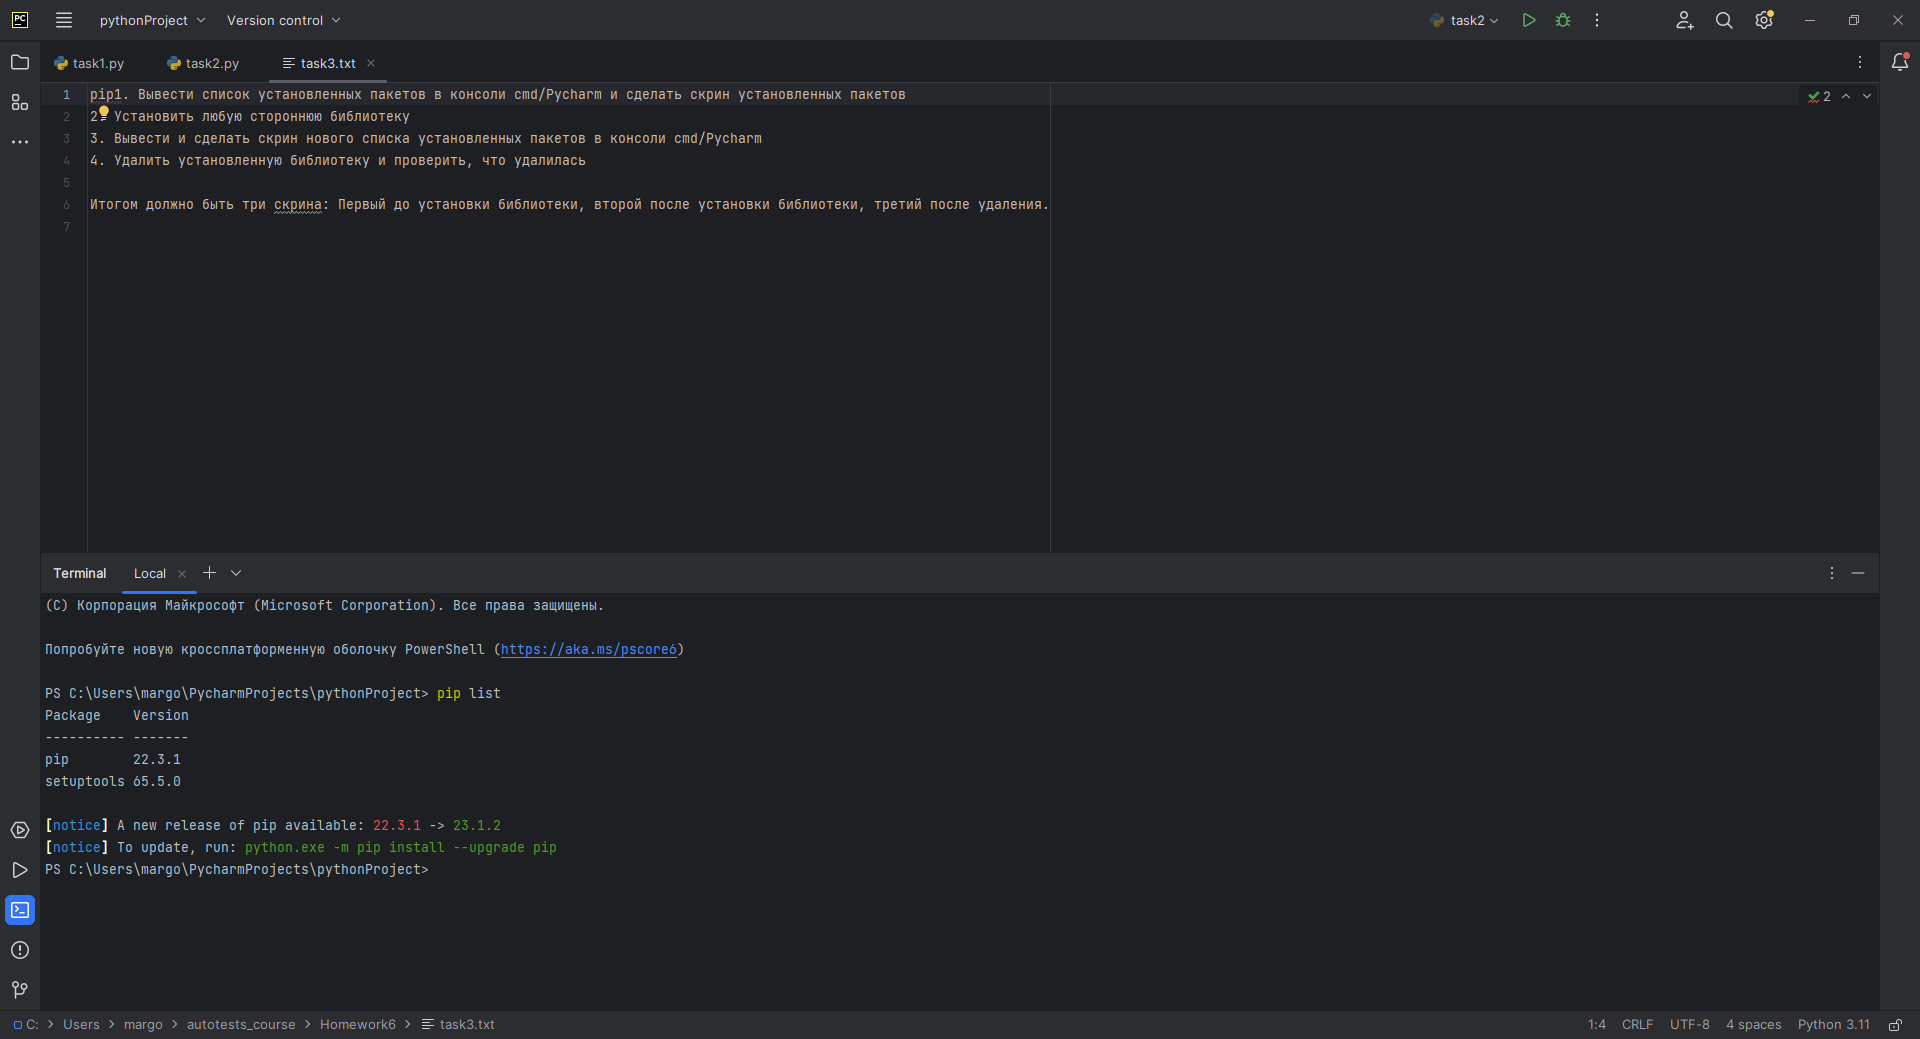 PC pythonProject Version control task2
task1.py task2.py task3.txt
1 pip1. Вывести список установленных пакетов в консоли cmd/Pycharm и сделать скрин установленных пакетов 2
2 2. Установить любую стороннюю библиотеку
3 3. Вывести и сделать скрин нового списка установленных пакетов в консоли cmd/Pycharm
4 4. Удалить установленную библиотеку и проверить, что удалилась
5
6 Итогом должно быть три скрина: Первый до установки библиотеки, второй после установки библиотеки, третий после удаления.
7
Terminal Local
(C) Корпорация Майкрософт (Microsoft Corporation). Все права защищены.
Попробуйте новую кроссплатформенную оболочку PowerShell (https://aka.ms/pscore6)
PS C:\Users\margo\PycharmProjects\pythonProject> pip list
Package    Version
---------- -------
pip        22.3.1
setuptools 65.5.0
[notice] A new release of pip available: 22.3.1 -> 23.1.2
[notice] To update, run: python.exe -m pip install --upgrade pip
PS C:\Users\margo\PycharmProjects\pythonProject>
C: > Users > margo > autotests_course > Homework6 > task3.txt 1:4 CRLF UTF-8 4 spaces Python 3.11